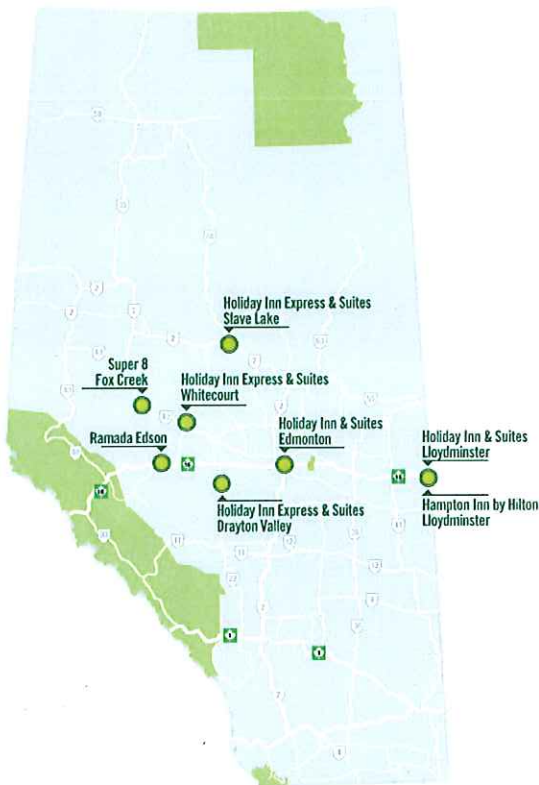 Holiday Inn Express & Suites
Slave Lake
Super 8
Fox Creek
Holiday Inn Express & Suites
Whitecourt
Ramada Edson
Holiday Inn & Suites
Edmonton
Holiday Inn & Suites
Lloydminster
Hampton Inn by Hilton
Lloydminster
Holiday Inn Express & Suites
Drayton Valley